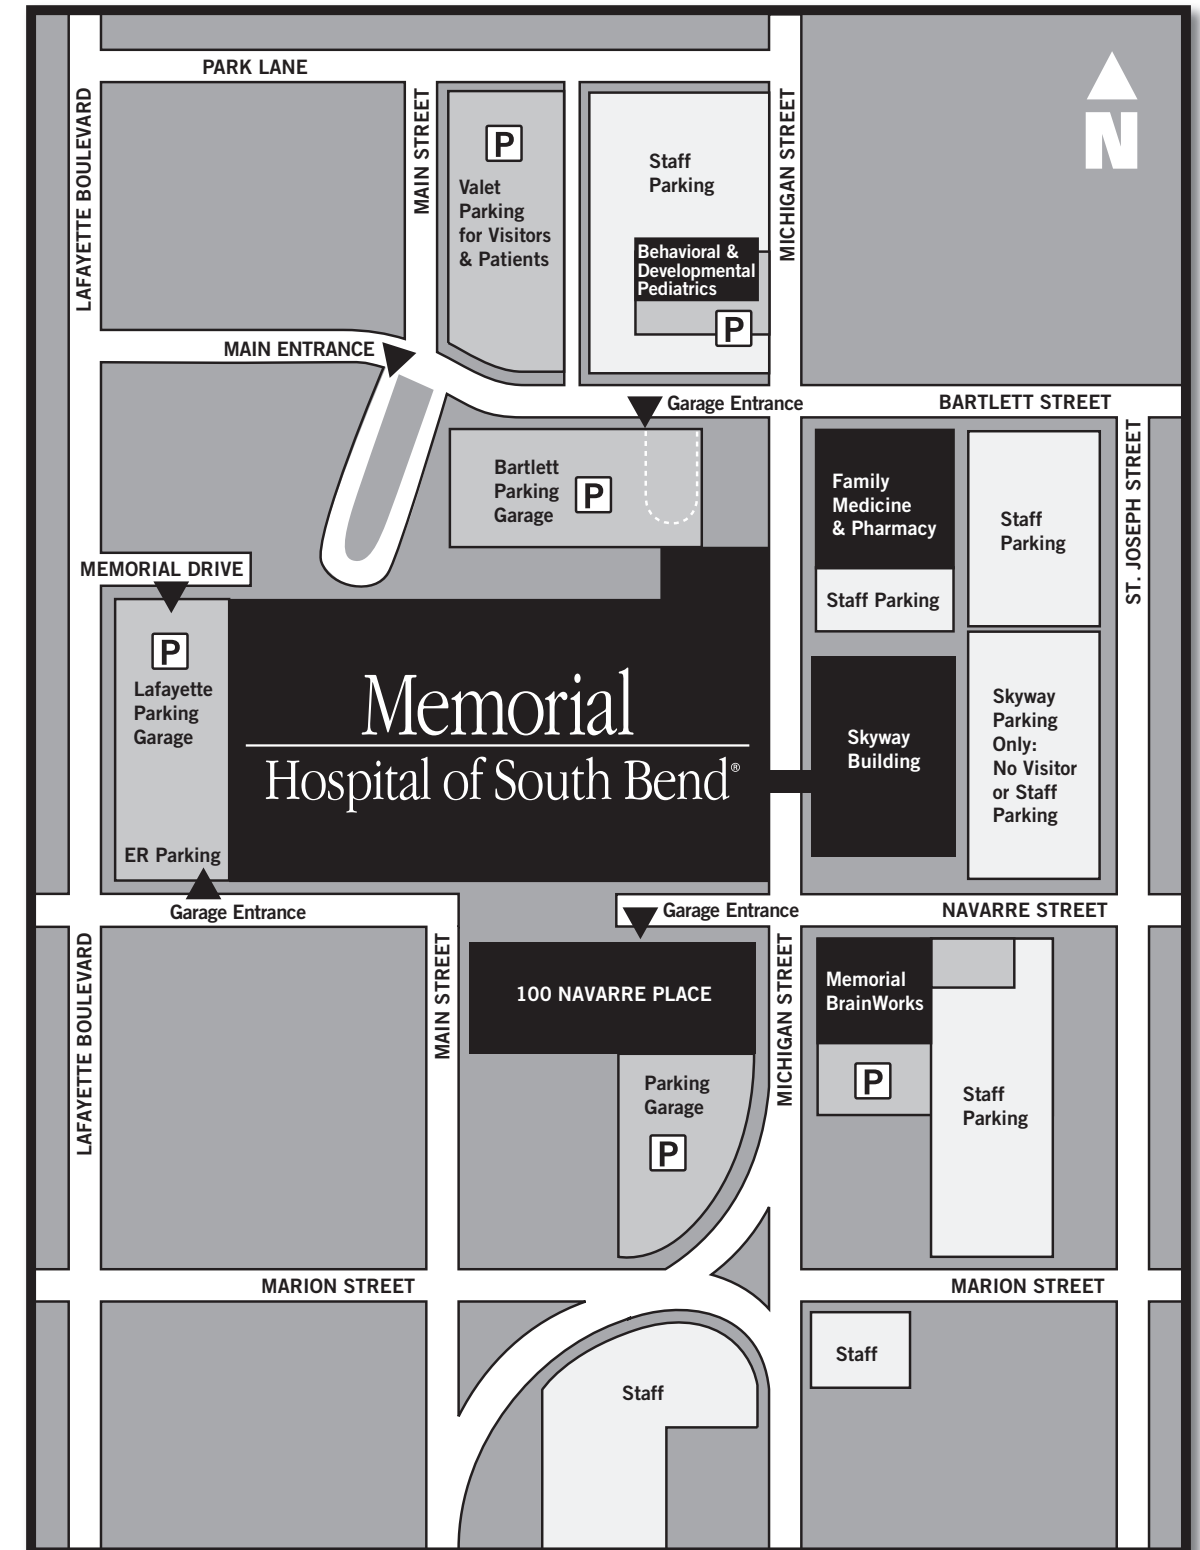 PARK LANE
LAFAYETTE BOULEVARD
MAIN STREET
MICHIGAN STREET
N
P
Valet
Parking
for Visitors
& Patients
Staff
Parking
Behavioral &
Developmental
Pediatrics
P
MAIN ENTRANCE
Garage Entrance
BARTLETT STREET
ST. JOSEPH STREET
Bartlett
Parking
Garage
P
Family
Medicine
& Pharmacy
Staff
Parking
Staff Parking
MEMORIAL DRIVE
P
Lafayette
Parking
Garage
ER Parking
Memorial
Hospital of South Bend®
Skyway
Building
Skyway
Parking
Only:
No Visitor
or Staff
Parking
Garage Entrance
Garage Entrance
NAVARRE STREET
LAFAYETTE BOULEVARD
MAIN STREET
MICHIGAN STREET
100 NAVARRE PLACE
Memorial
BrainWorks
P
Staff
Parking
Parking
Garage
P
MARION STREET
MARION STREET
Staff
Staff